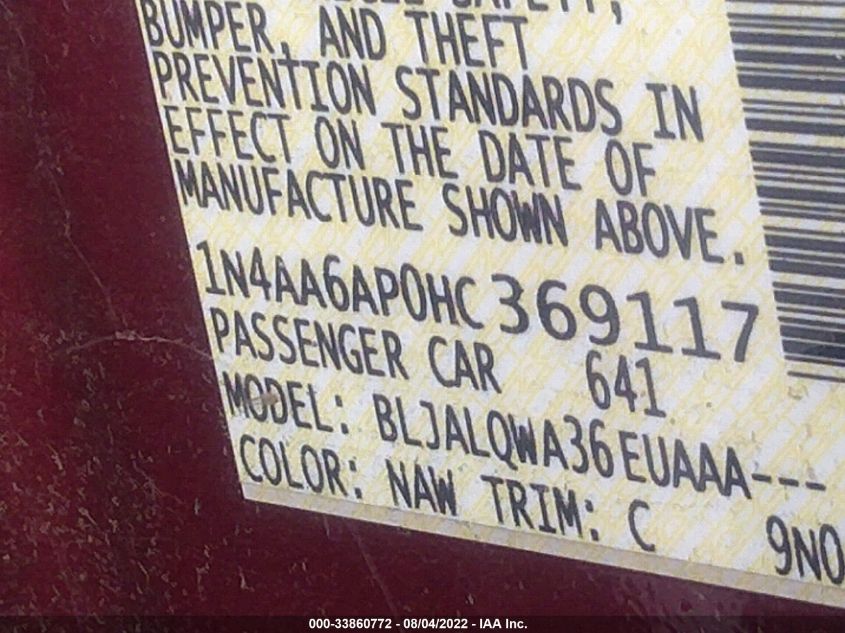 BUMPER, AND THEFT
PREVENTION STANDARDS IN
EFFECT ON THE DATE OF
MANUFACTURE SHOWN ABOVE.
1N4AA6AP0HC369117
PASSENGER CAR 641
MODEL: BLJALQWA36EUAAA---
COLOR: NAW TRIM: C 9N0
000-33860772 - 08/04/2022 - IAA Inc.